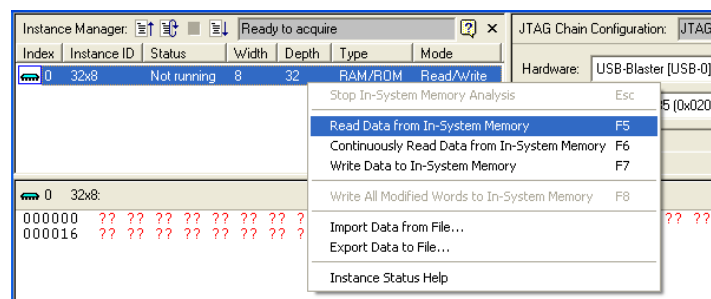 Instance Manager: Ready to acquire
JTAG Chain Configuration: JTAG
Index Instance ID Status Width Depth Type Mode
0 32x8 Not running 8 32 RAM/ROM Read/Write
Hardware: USB-Blaster [USB-0]
Stop In-System Memory Analysis Esc
Read Data from In-System Memory F5
Continuously Read Data from In-System Memory F6
Write Data to In-System Memory F7
Write All Modified Words to In-System Memory F8
Import Data from File...
Export Data to File...
Instance Status Help
5 (0x020
0 32x8:
000000 ?? ?? ?? ?? ?? ?? ?? ? ?? ??
000016 ?? ?? ?? ?? ?? ?? ?? ?